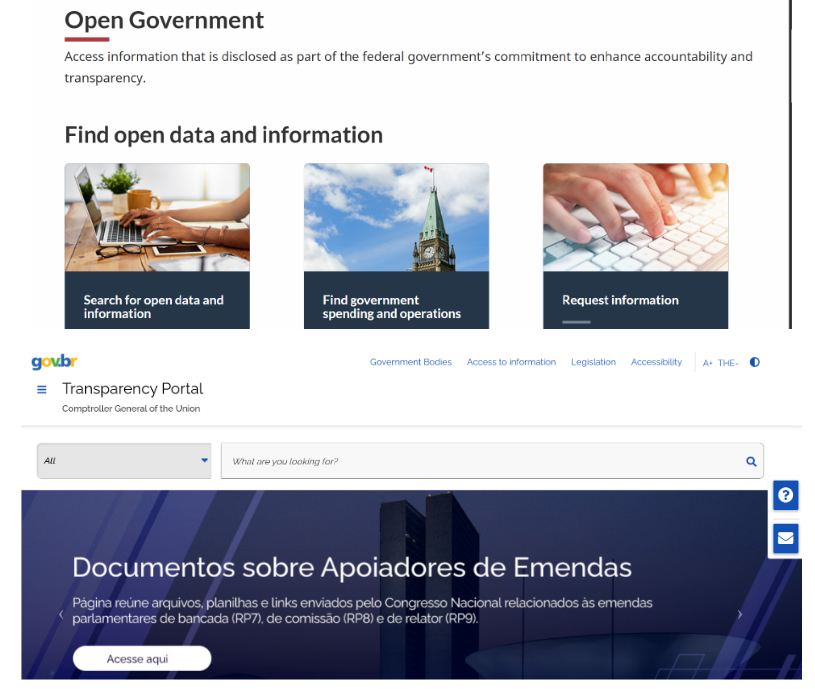 Open Government
Access information that is disclosed as part of the federal government's commitment to enhance accountability and
transparency.
Find open data and information
Search for open data and
information
Find government
spending and operations
Request information
gov.br
Government Bodies
Access to information
Legislation
Accessibility
A+ THE-
Transparency Portal
Comptroller General of the Union
All
What are you looking for?
Documentos sobre Apoiadores de Emendas
Página reúne arquivos, planilhas e links enviados pelo Congresso Nacional relacionados às emendas
parlamentares de bancada (RP7), de comissão (RP8) e de relator (RP9).
Acesse aqui